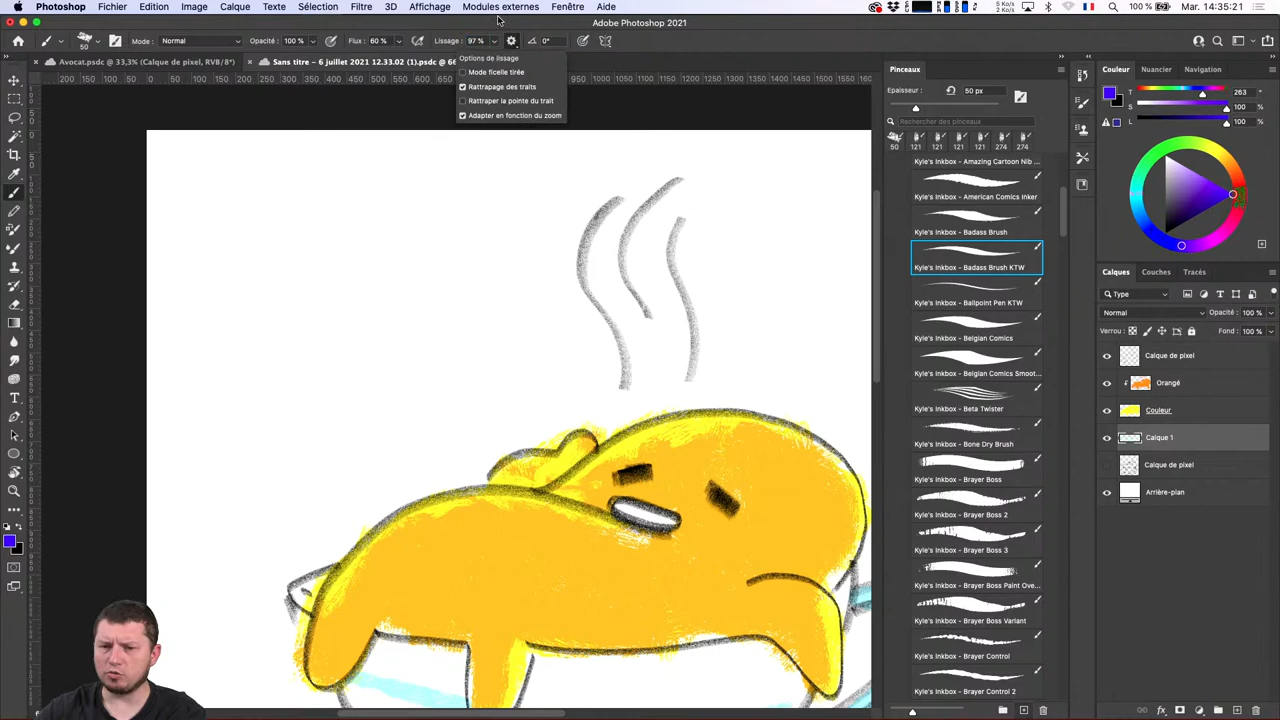 Photoshop Fichier Edition Image Calque Texte Sélection Filtre 3D Affichage Modules externes Fenêtre Aide 100 % Mar. 14:35:21
Adobe Photoshop 2021
50 Mode : Normal Opacité : 100 % Flux : 60 % Lissage : 97 % 0°
Avocat.psdc @ 33,3% (Calque de pixel, RVB/8*) Sans titre – 6 juillet 2021 12.33.02 (1).psdc @ 66
Options de lissage
Mode ficelle tirée
Rattrapage des traits
Rattraper la pointe du trait
Adapter en fonction du zoom
Pinceaux
Epaisseur : 50 px
Rechercher des pinceaux
50 121 121 121 121 274 274
Kyle's Inkbox - Amazing Cartoon Nib ...
Kyle's Inkbox - American Comics Inker
Kyle's Inkbox - Badass Brush
Kyle's Inkbox - Badass Brush KTW
Kyle's Inkbox - Ballpoint Pen KTW
Kyle's Inkbox - Belgian Comics
Kyle's Inkbox - Belgian Comics Smoot...
Kyle's Inkbox - Beta Twister
Kyle's Inkbox - Bone Dry Brush
Kyle's Inkbox - Brayer Boss
Kyle's Inkbox - Brayer Boss 2
Kyle's Inkbox - Brayer Boss 3
Kyle's Inkbox - Brayer Boss Paint Ove...
Kyle's Inkbox - Brayer Boss Variant
Kyle's Inkbox - Brayer Control
Kyle's Inkbox - Brayer Control 2
Couleur Nuancier Navigation
T 263 °
S 100 %
L 100 %
Calques Couches Tracés
Type
Normal Opacité : 100 %
Verrou : Fond : 100 %
Calque de pixel
Orangé
Couleur
Calque 1
Calque de pixel
Arrière-plan